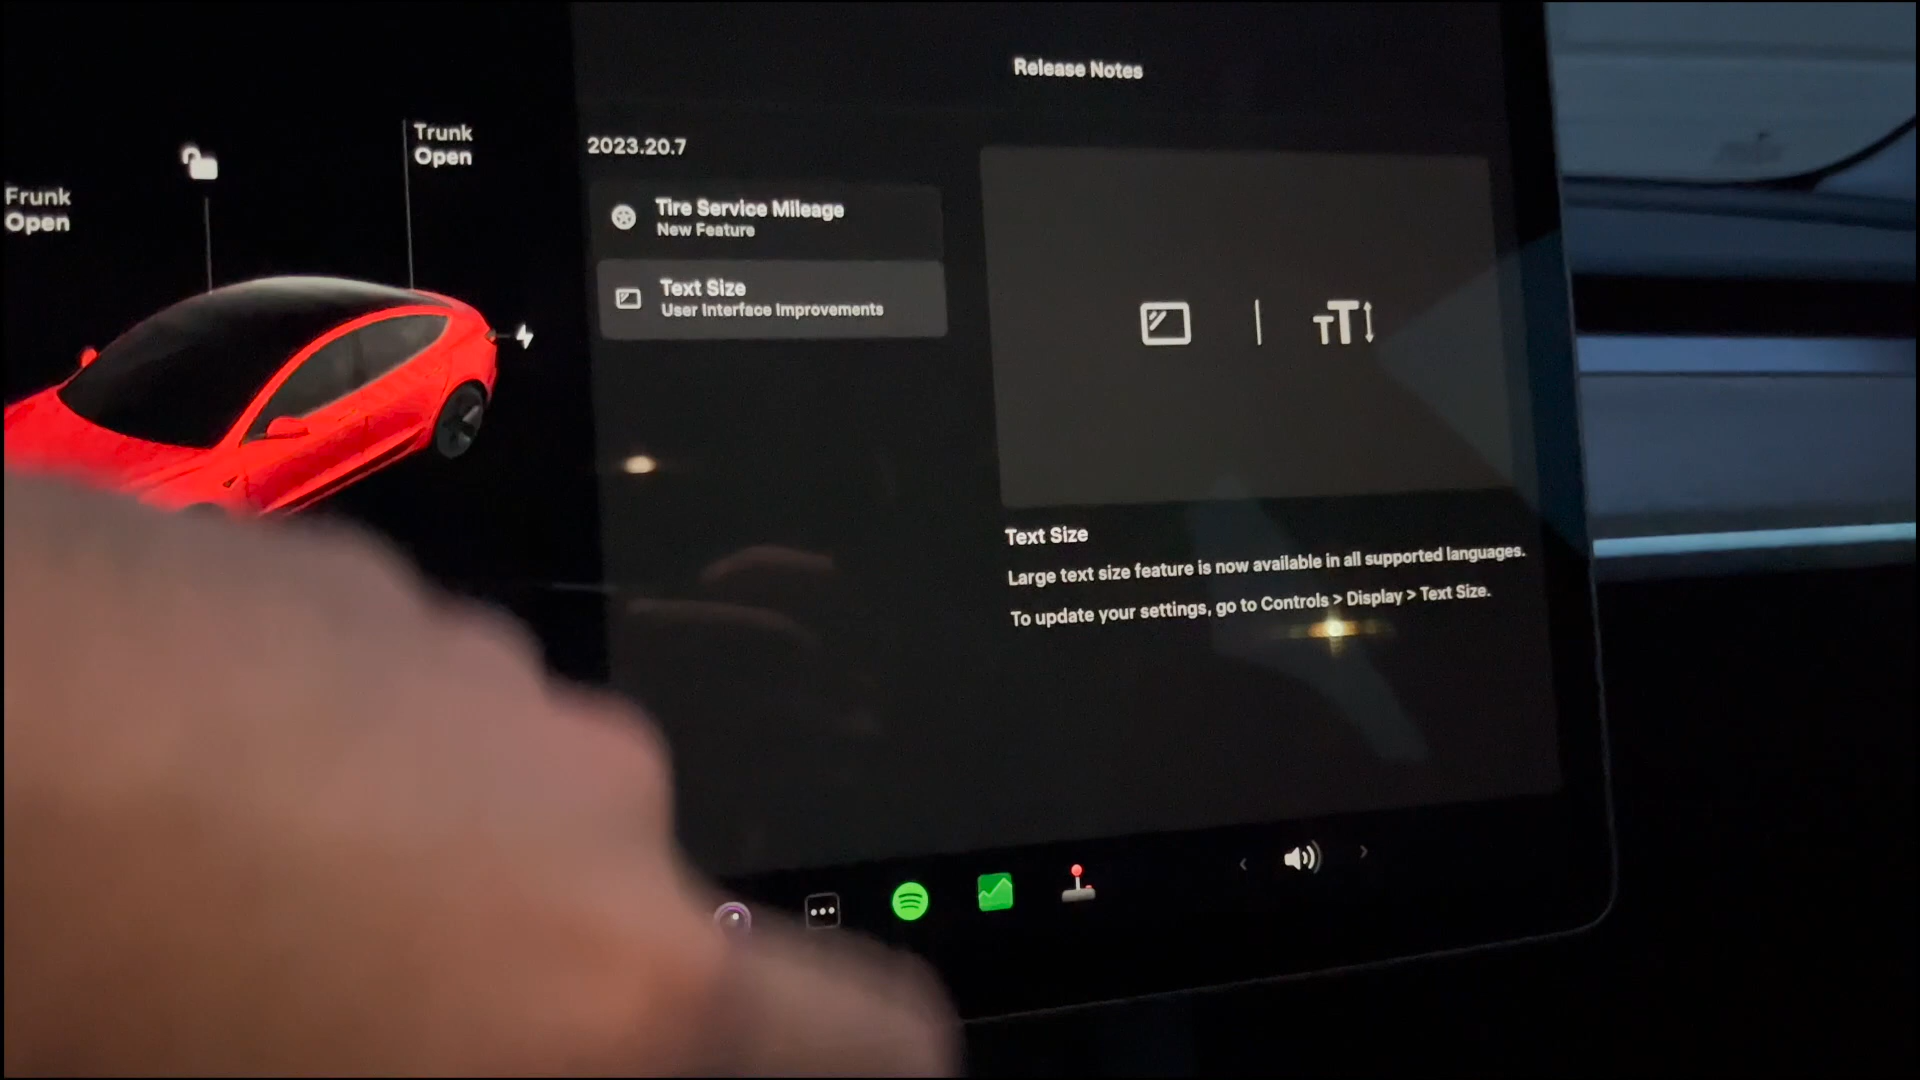 Release Notes
Trunk
Open
Frunk
Open
2023.20.7
Tire Service Mileage
New Feature
Text Size
User Interface Improvements
TT
Text Size
Large text size feature is now available in all supported languages.
To update your settings, go to Controls > Display > Text Size.